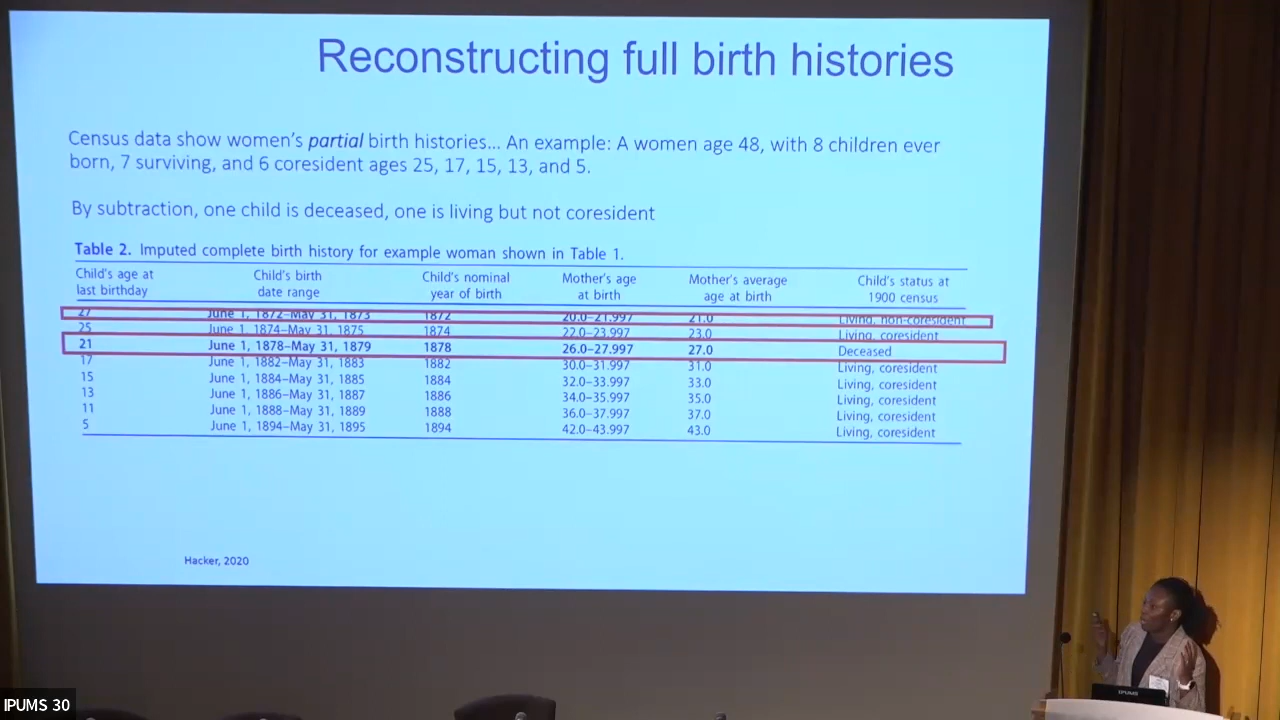 Reconstructing full birth histories
Census data show women's partial birth histories... An example: A women age 48, with 8 children ever
born, 7 surviving, and 6 coresident ages 25, 17, 15, 13, and 5.
By subtraction, one child is deceased, one is living but not coresident
Table 2. Imputed complete birth history for example woman shown in Table 1.
Child's age at last birthday Child's birth date range Child's nominal year of birth Mother's age at birth Mother's average age at birth Child's status at 1900 census
27 June 1, 1872–May 31, 1873 1872 20.0–21.997 21.0 Living, non-coresident
25 June 1, 1874–May 31, 1875 1874 22.0–23.997 23.0 Living, coresident
21 June 1, 1878–May 31, 1879 1878 26.0–27.997 27.0 Deceased
17 June 1, 1882–May 31, 1883 1882 30.0–31.997 31.0 Living, coresident
15 June 1, 1884–May 31, 1885 1884 32.0–33.997 33.0 Living, coresident
13 June 1, 1886–May 31, 1887 1886 34.0–35.997 35.0 Living, coresident
11 June 1, 1888–May 31, 1889 1888 36.0–37.997 37.0 Living, coresident
5 June 1, 1894–May 31, 1895 1894 42.0–43.997 43.0 Living, coresident
Hacker, 2020
IPUMS
IPUMS 30